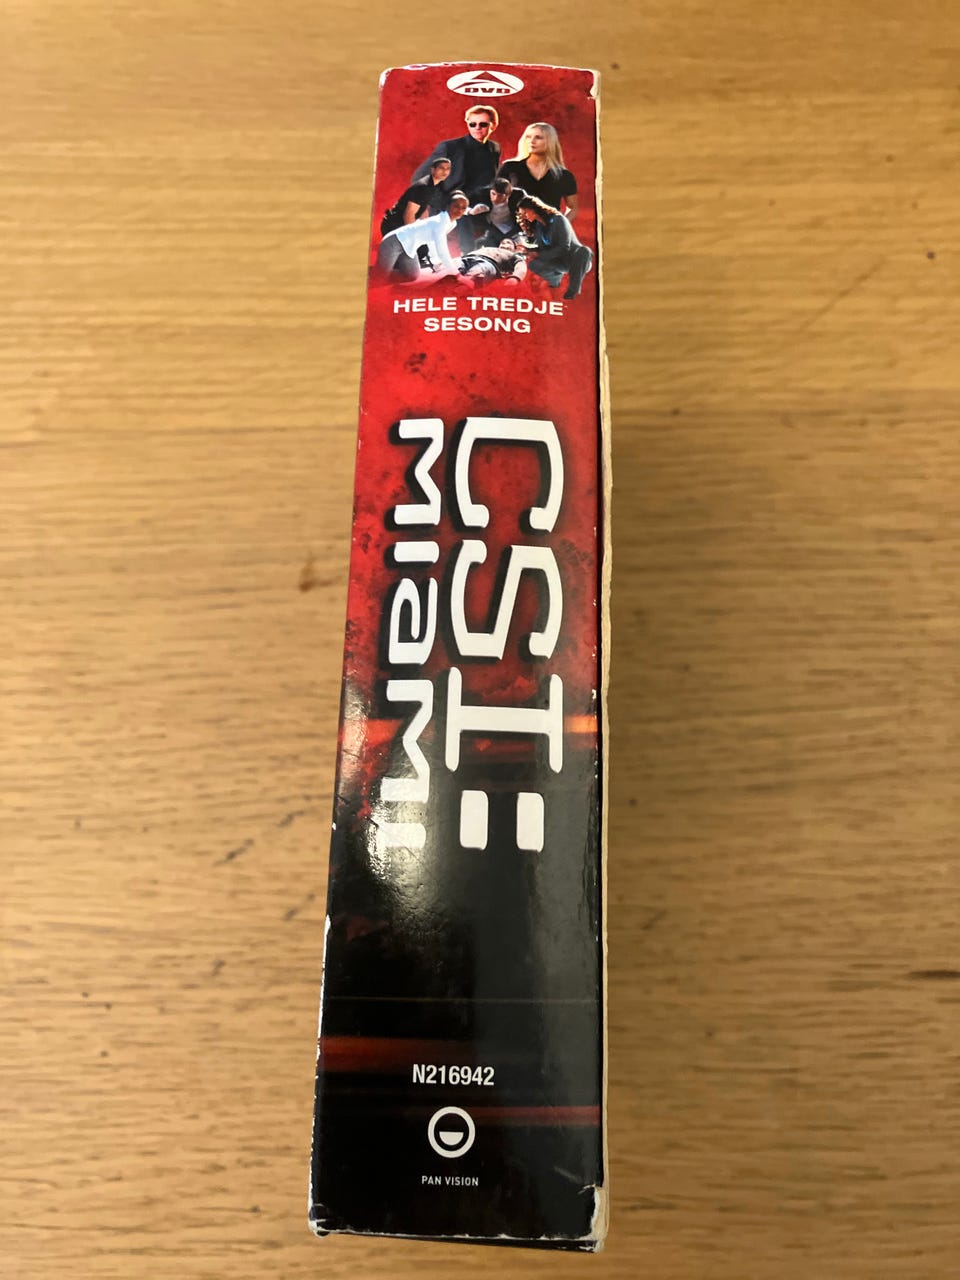 DVD
HELE TREDJE
SESONG
CSI:
MIaMI
N216942
PAN VISION